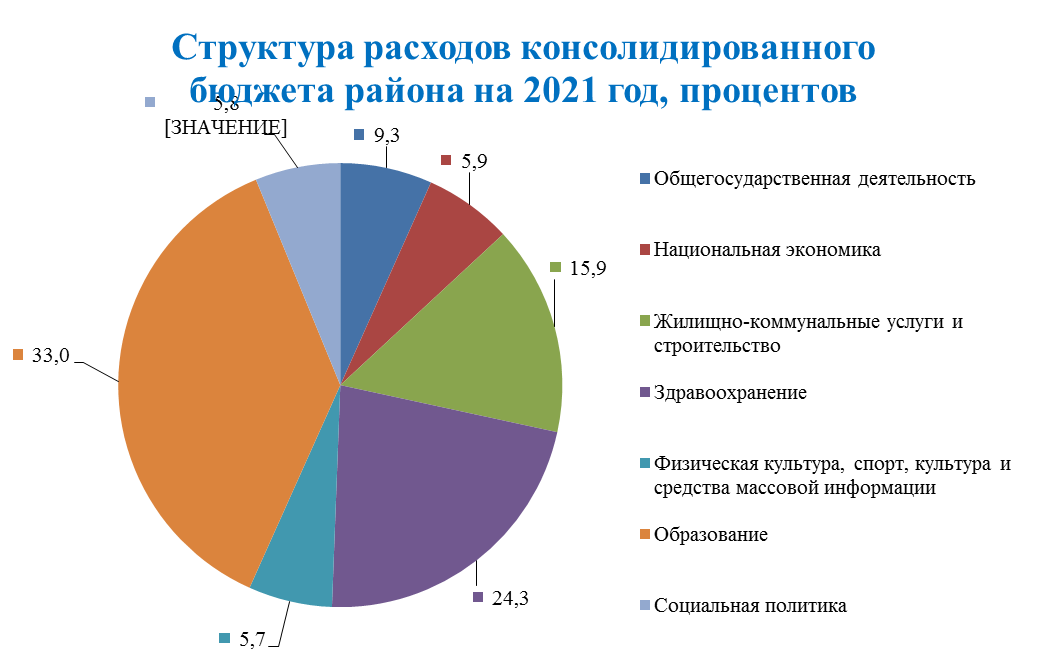 Структура расходов консолидированного
бюджета района на 2021 год, процентов
5,8
[ЗНАЧЕНИЕ]
9,3
5,9
15,9
33,0
24,3
5,7
Общегосударственная деятельность
Национальная экономика
Жилищно-коммунальные услуги и
строительство
Здравоохранение
Физическая культура, спорт, культура и
средства массовой информации
Образование
Социальная политика